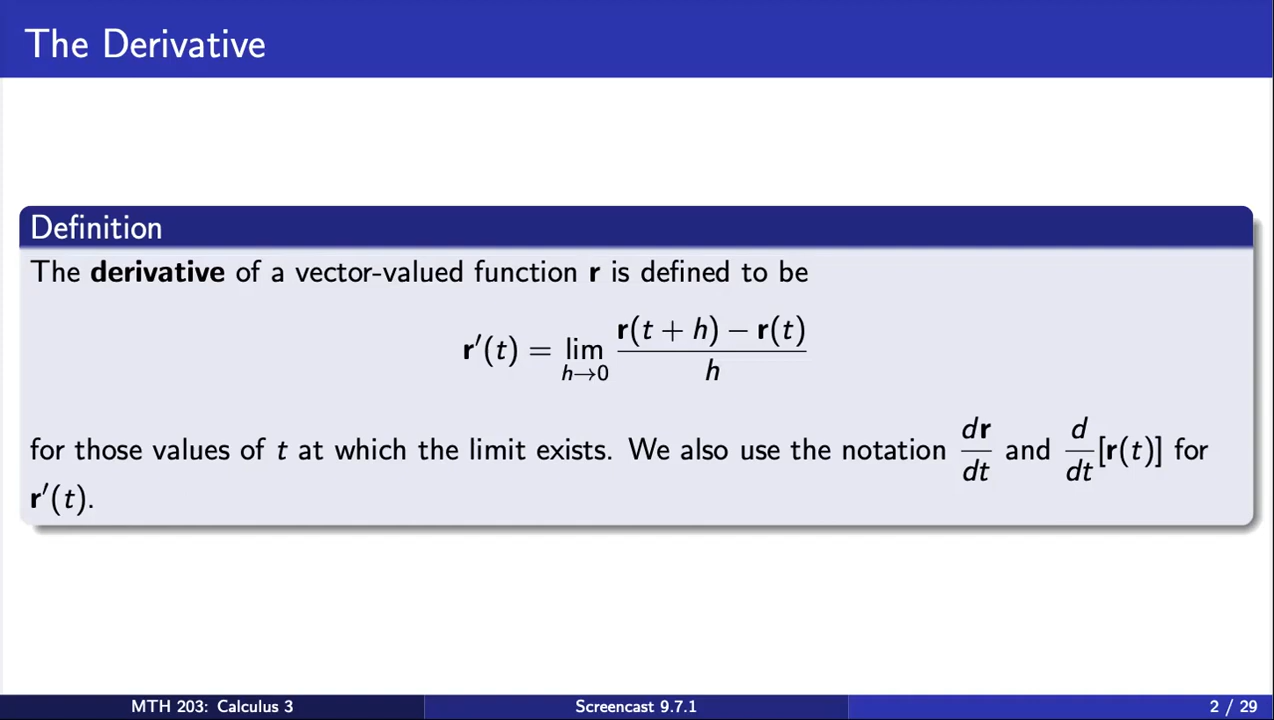 The Derivative
Definition
The derivative of a vector-valued function r is defined to be
r′(t) = lim h→0 r(t + h) − r(t) / h
for those values of t at which the limit exists. We also use the notation dr/dt and d/dt [r(t)] for
r′(t).
MTH 203: Calculus 3 Screencast 9.7.1 2 / 29